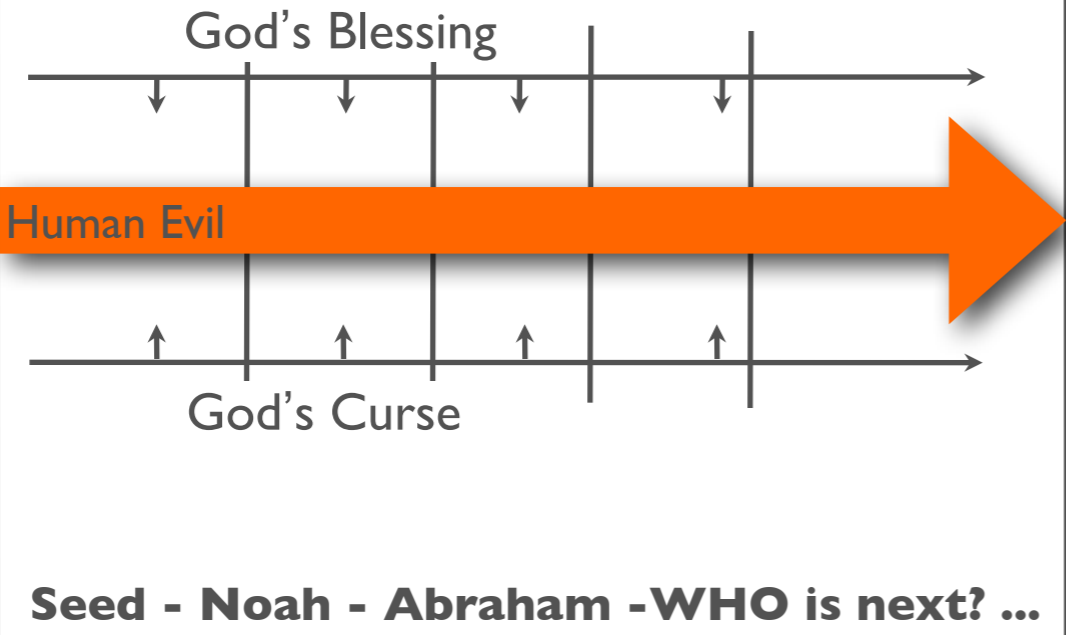 God’s Blessing
Human Evil
God’s Curse
Seed - Noah - Abraham -WHO is next? ...